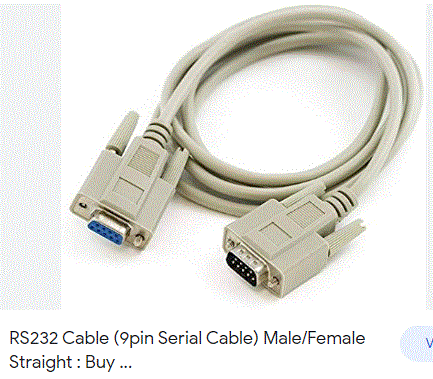 RS232 Cable (9pin Serial Cable) Male/Female
Straight : Buy ...
V